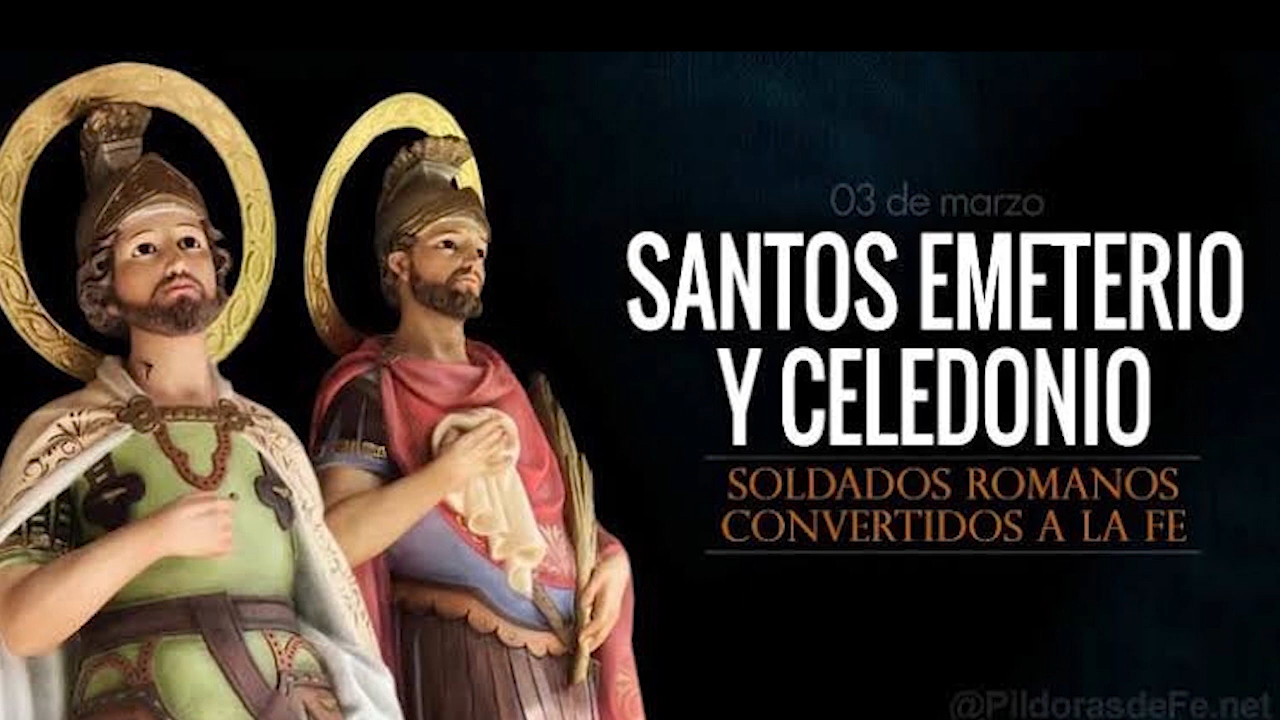 03 de marzo
SANTOS EMETERIO
Y CELEDONIO
SOLDADOS ROMANOS
CONVERTIDOS A LA FE
@PildorasdeFe.net